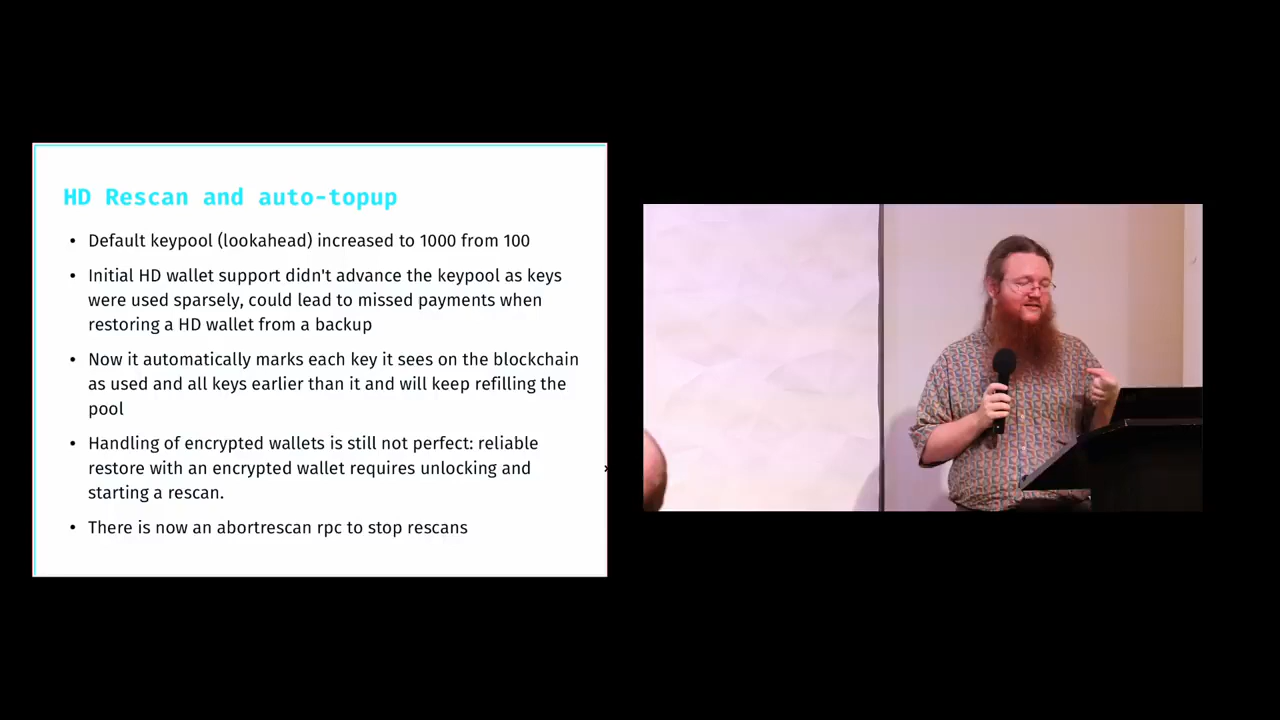 HD Rescan and auto-topup
• Default keypool (lookahead) increased to 1000 from 100
• Initial HD wallet support didn't advance the keypool as keys
were used sparsely, could lead to missed payments when
restoring a HD wallet from a backup
• Now it automatically marks each key it sees on the blockchain
as used and all keys earlier than it and will keep refilling the
pool
• Handling of encrypted wallets is still not perfect: reliable
restore with an encrypted wallet requires unlocking and
starting a rescan.
• There is now an abortrescan rpc to stop rescans